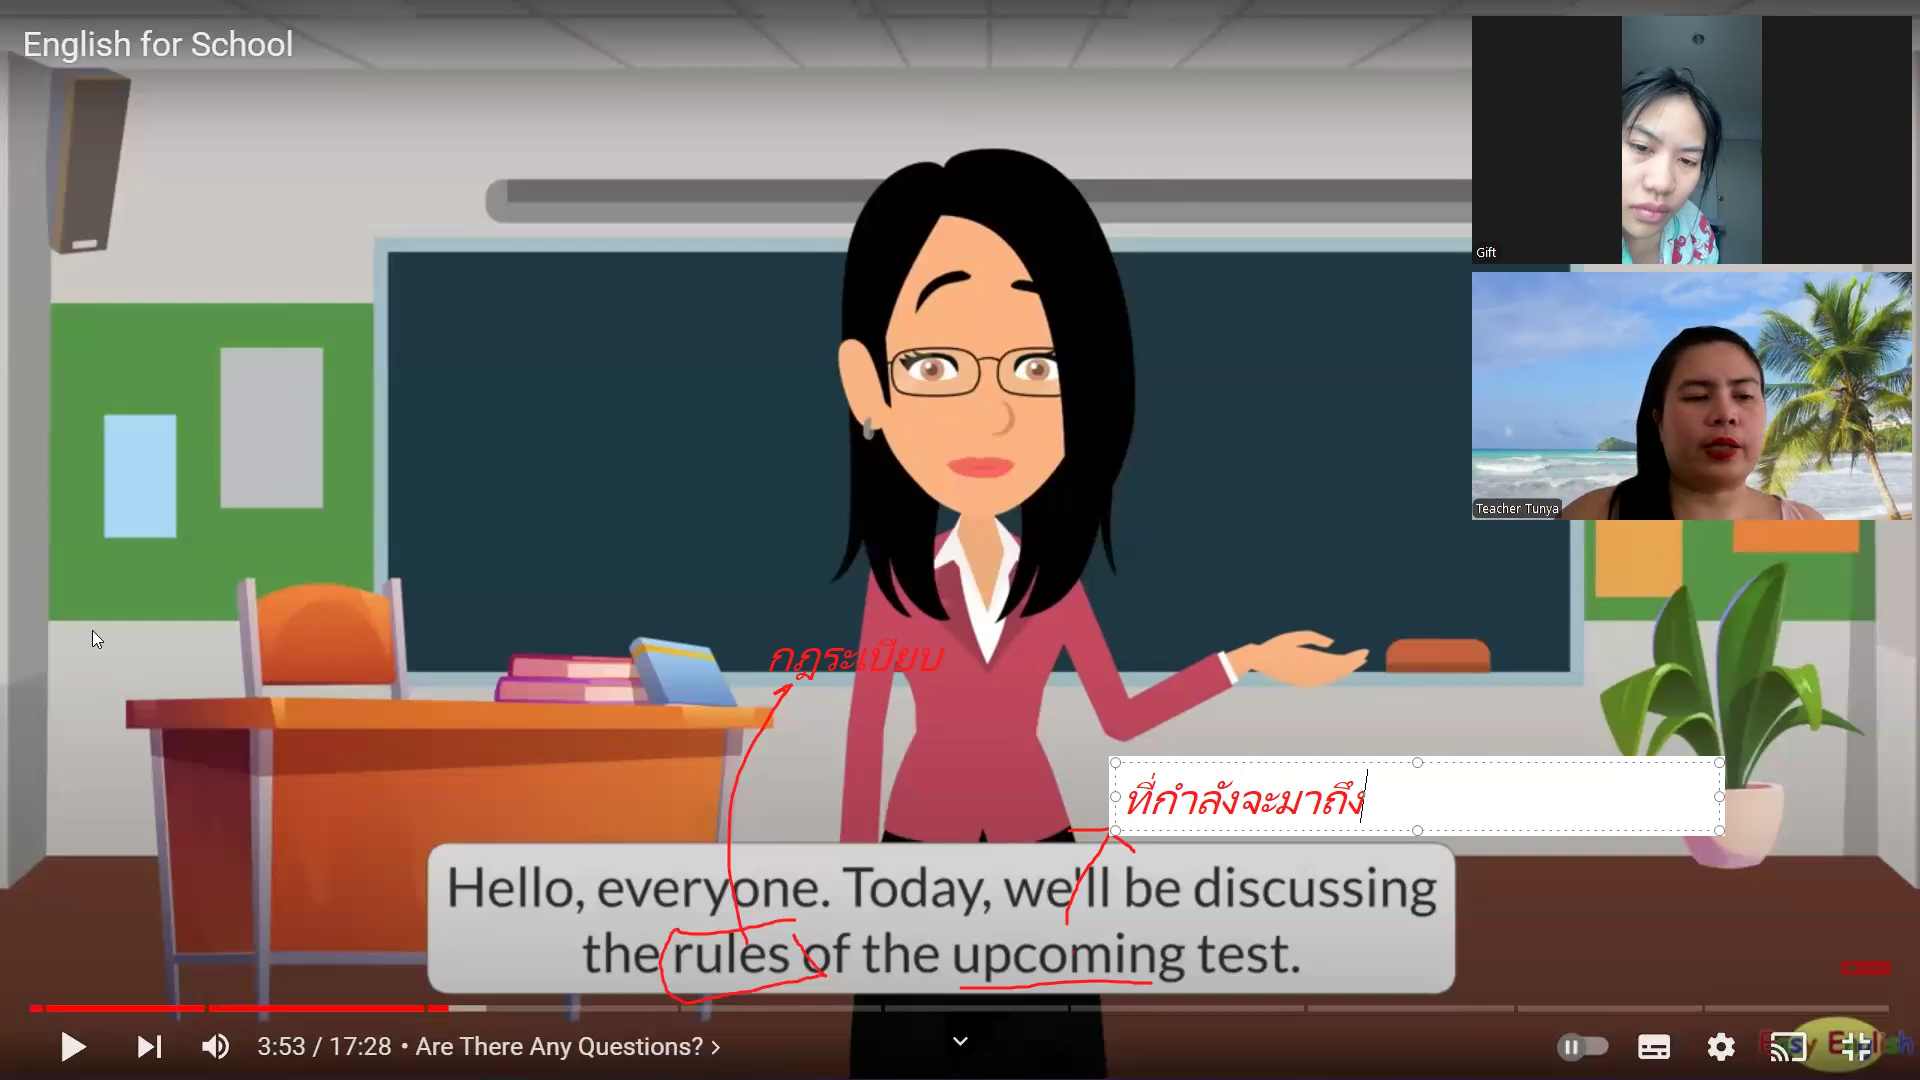 English for School
Gift
Teacher Tunya
กฎระเบียบ
ที่กำลังจะมาถึง
Hello, everyone. Today, we'll be discussing
the rules of the upcoming test.
3:53 / 17:28 • Are There Any Questions? >
Easy English